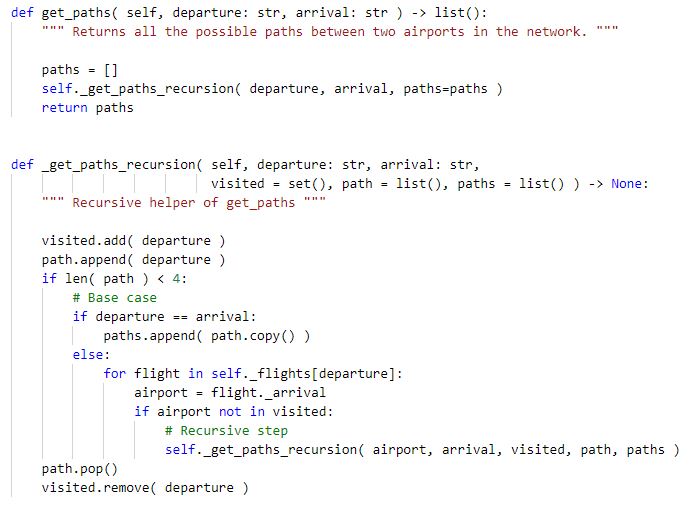 def get_paths( self, departure: str, arrival: str ) -> list():
    """ Returns all the possible paths between two airports in the network. """
    paths = []
    self._get_paths_recursion( departure, arrival, paths=paths )
    return paths
def _get_paths_recursion( self, departure: str, arrival: str,
                          visited = set(), path = list(), paths = list() ) -> None:
    """ Recursive helper of get_paths """
    visited.add( departure )
    path.append( departure )
    if len( path ) < 4:
        # Base case
        if departure == arrival:
            paths.append( path.copy() )
        else:
            for flight in self._flights[departure]:
                airport = flight._arrival
                if airport not in visited:
                    # Recursive step
                    self._get_paths_recursion( airport, arrival, visited, path, paths )
    path.pop()
    visited.remove( departure )